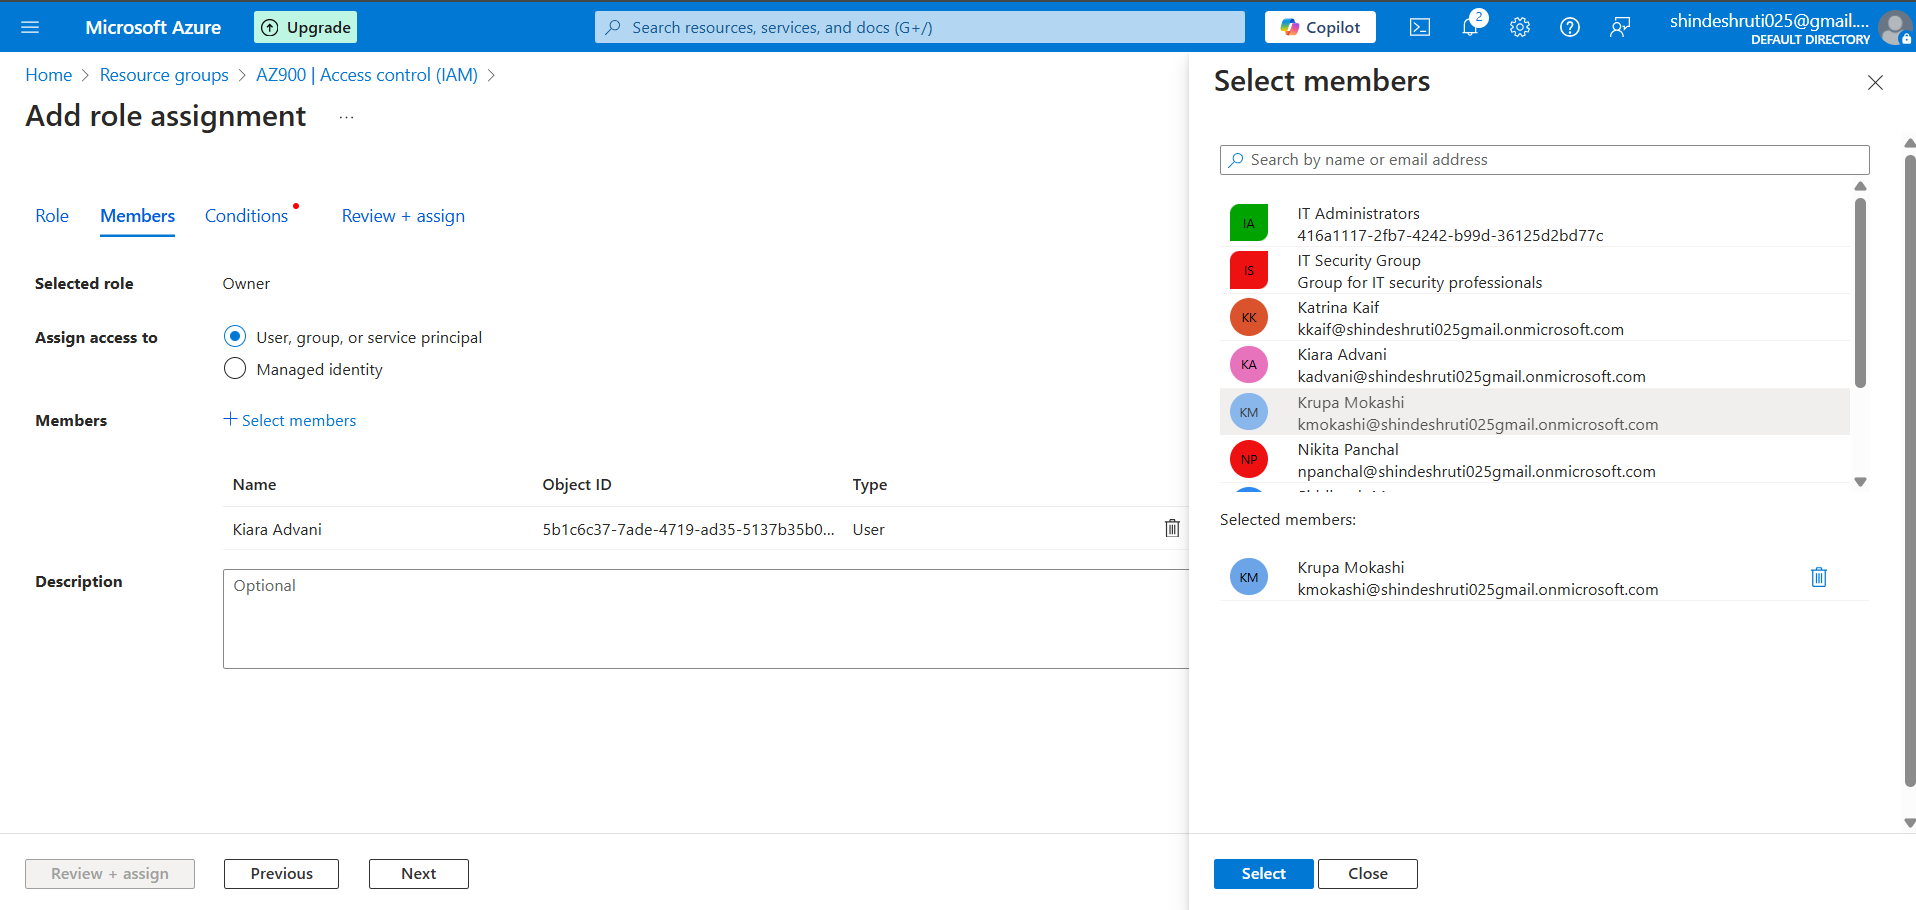 Microsoft Azure
Upgrade
Search resources, services, and docs (G+/)
Copilot
2
shindeshruti025@gmail....
DEFAULT DIRECTORY
Home > Resource groups > AZ900 | Access control (IAM) >
Add role assignment ...
Role Members Conditions Review + assign
Selected role Owner
Assign access to User, group, or service principal
Managed identity
Members + Select members
Name Object ID Type
Kiara Advani 5b1c6c37-7ade-4719-ad35-5137b35b0... User
Description Optional
Review + assign Previous Next
Select members
Search by name or email address
IA IT Administrators
416a1117-2fb7-4242-b99d-36125d2bd77c
IS IT Security Group
Group for IT security professionals
KK Katrina Kaif
kkaif@shindeshruti025gmail.onmicrosoft.com
KA Kiara Advani
kadvani@shindeshruti025gmail.onmicrosoft.com
KM Krupa Mokashi
kmokashi@shindeshruti025gmail.onmicrosoft.com
NP Nikita Panchal
npanchal@shindeshruti025gmail.onmicrosoft.com
Selected members:
KM Krupa Mokashi
kmokashi@shindeshruti025gmail.onmicrosoft.com
Select Close